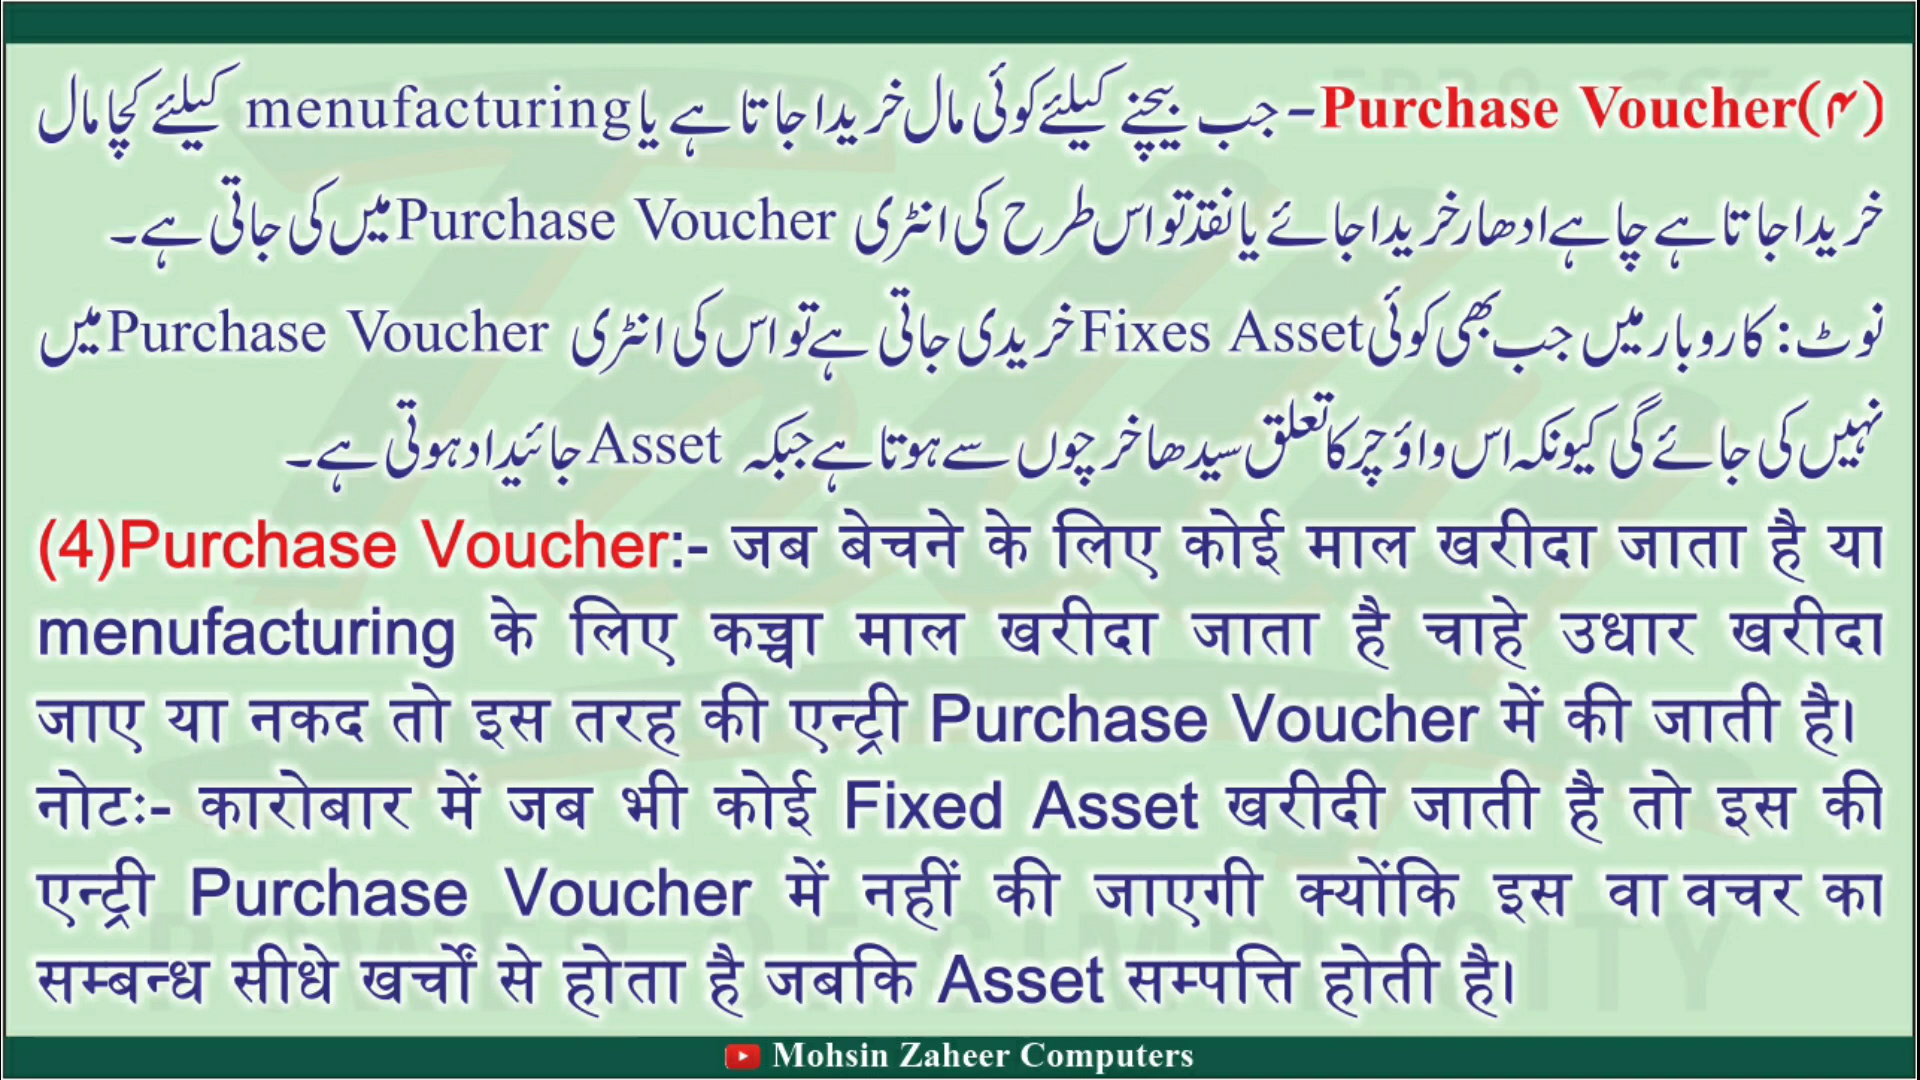 (۴)Purchase Voucher- جب بیچنے کیلئے کوئی مال خریدا جاتا ہے یا menufacturing کیلئے کچا مال
خریدا جاتا ہے چاہے ادھار خریدا جائے یا نقد تو اس طرح کی انٹری Purchase Voucher میں کی جاتی ہے۔
نوٹ: کاروبار میں جب بھی کوئی Fixes Asset خریدی جاتی ہے تو اس کی انٹری Purchase Voucher میں
نہیں کی جائے گی کیونکہ اس واؤچر کا تعلق سیدھا خرچوں سے ہوتا ہے جبکہ Asset جائیداد ہوتی ہے۔
(4)Purchase Voucher:- जब बेचने के लिए कोई माल खरीदा जाता है या
menufacturing के लिए कच्चा माल खरीदा जाता है चाहे उधार खरीदा
जाए या नकद तो इस तरह की एन्ट्री Purchase Voucher में की जाती है।
नोटः- कारोबार में जब भी कोई Fixed Asset खरीदी जाती है तो इस की
एन्ट्री Purchase Voucher में नहीं की जाएगी क्योंकि इस वा वचर का
सम्बन्ध सीधे खर्चों से होता है जबकि Asset सम्पत्ति होती है।
Mohsin Zaheer Computers